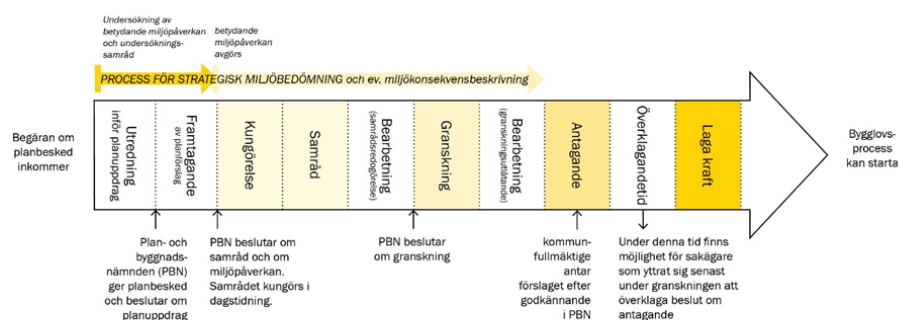 Undersökning av
betydande miljöpåverkan
och undersöknings-
samråd
betydande
miljöpåverkan
avgörs
PROCESS FÖR STRATEGISK MILJÖBEDÖMNING och ev. miljökonsekvensbeskrivning
Begäran om
planbesked
inkommer
Utredning
inför planuppdrag
Framtagande
av planförslag
Kungörelse
Samråd
Bearbetning
(samrådsredogörelse)
Granskning
Bearbetning
(granskningsutlåtande)
Antagande
Överklagandetid
Laga kraft
Bygglovs-
process
kan starta
Plan- och
byggnads-
nämnden (PBN)
ger planbesked
och beslutar om
planuppdrag
PBN beslutar om
samråd och om
miljöpåverkan.
Samrådet kungörs i
dagstidning.
PBN beslutar
om granskning
kommun-
fullmäktige
antar
förslaget efter
godkännande
i PBN
Under denna tid finns
möjlighet för sakägare
som yttrat sig senast
under granskningen att
överklaga beslut om
antagande